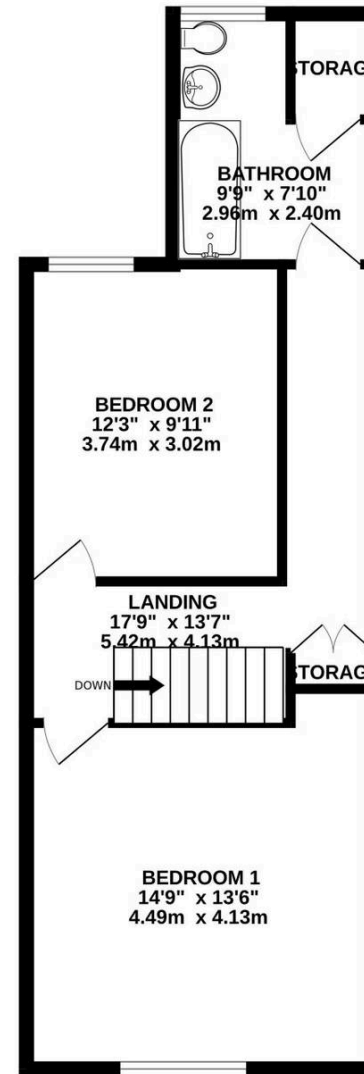 STORAG
BATHROOM
9'9" x 7'10"
2.96m x 2.40m
BEDROOM 2
12'3" x 9'11"
3.74m x 3.02m
LANDING
17'9" x 13'7"
5.42m x 4.13m
STORAG
DOWN
BEDROOM 1
14'9" x 13'6"
4.49m x 4.13m